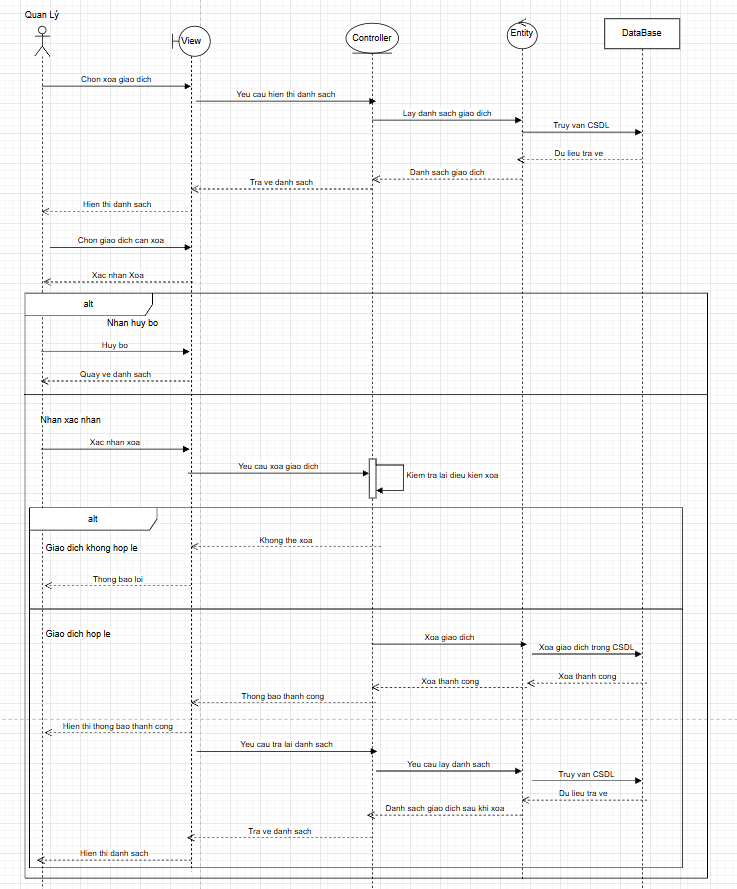 Quan Lý
View
Controller
Entity
DataBase
Chon xoa giao dich
Yeu cau hien thi danh sach
Lay danh sach giao dich
Truy van CSDL
Du lieu tra ve
Danh sach giao dich
Tra ve danh sach
Hien thi danh sach
Chon giao dich can xoa
Xac nhan Xoa
alt
Nhan huy bo
Huy bo
Quay ve danh sach
Nhan xac nhan
Xac nhan xoa
Yeu cau xoa giao dich
Kiem tra lai dieu kien xoa
alt
Khong the xoa
Giao dich khong hop le
Thong bao loi
Giao dich hop le
Xoa giao dich
Xoa giao dich trong CSDL
Xoa thanh cong
Xoa thanh cong
Thong bao thanh cong
Hien thi thong bao thanh cong
Yeu cau tra lai danh sach
Yeu cau lay danh sach
Truy van CSDL
Du lieu tra ve
Danh sach giao dich sau khi xoa
Tra ve danh sach
Hien thi danh sach